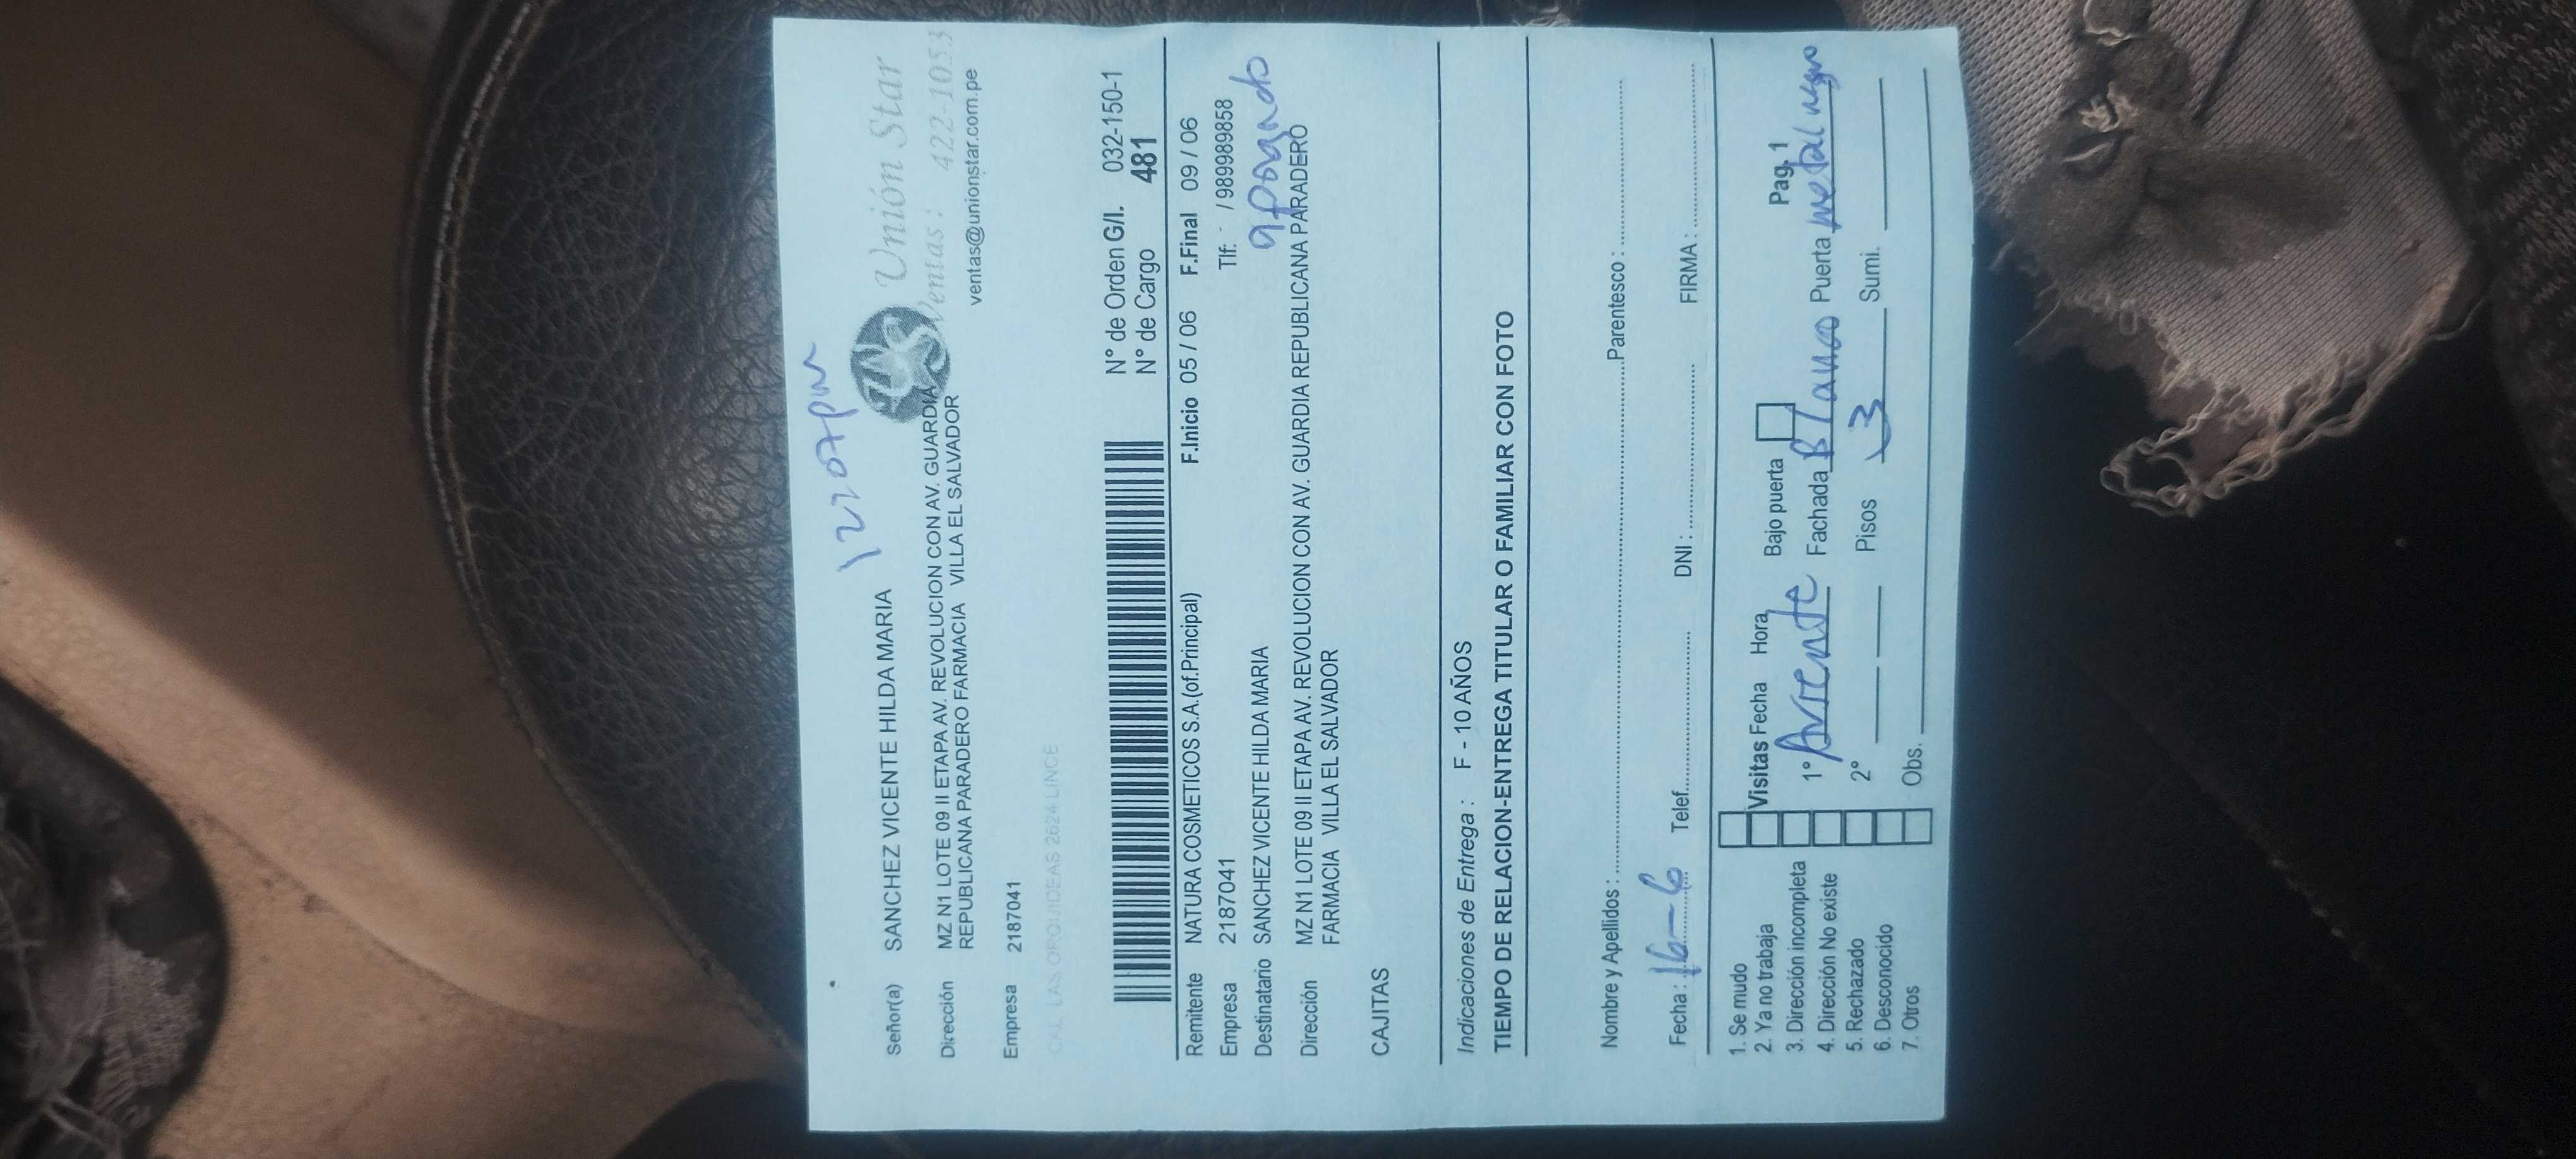 12:07pm
Unión Star
Ventas: 422-1053
ventas@unionstar.com.pe
Señor(a) SANCHEZ VICENTE HILDA MARIA
Dirección MZ N1 LOTE 09 II ETAPA AV. REVOLUCION CON AV. GUARDIA
REPUBLICANA PARADERO FARMACIA VILLA EL SALVADOR
Empresa 2187041
LINCE
N° de Orden G/I. 032-150-1
N° de Cargo 481
Remitente NATURA COSMETICOS S.A.(of.Principal) F.Inicio 05 / 06 F.Final 09 / 06
Empresa 2187041 Tlf: - / 989989858
Destinatario SANCHEZ VICENTE HILDA MARIA
Dirección MZ N1 LOTE 09 II ETAPA AV. REVOLUCION CON AV. GUARDIA REPUBLICANA PARADERO
FARMACIA VILLA EL SALVADOR
CAJITAS
Indicaciones de Entrega : F - 10 AÑOS
TIEMPO DE RELACION-ENTREGA TITULAR O FAMILIAR CON FOTO
Nombre y Apellidos : Parentesco :
Fecha : 16-6 Telef. DNI : FIRMA :
1. Se mudo
2. Ya no trabaja
3. Dirección incompleta
4. Dirección No existe
5. Rechazado
6. Desconocido
7. Otros
Visitas Fecha Hora Bajo puerta Pag. 1
1° Ausente Fachada Blanco Puerta metal negro
2° Pisos 3 Sumi.
Obs.